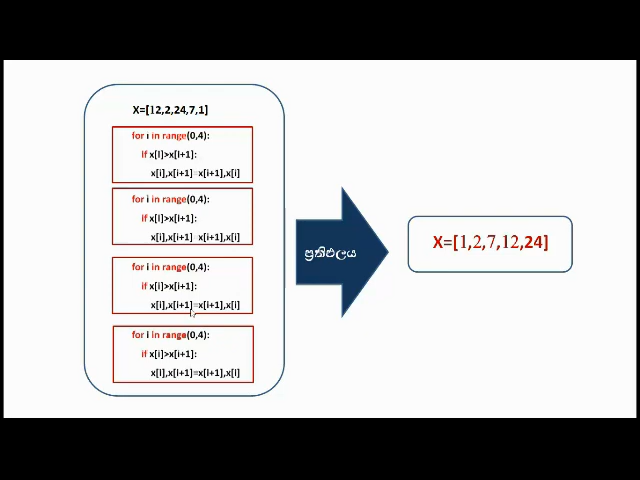 X=[12,2,24,7,1]
for i in range(0,4):
if x[i]>x[i+1]:
x[i],x[i+1]=x[i+1],x[i]
for i in range(0,4):
if x[i]>x[i+1]:
x[i],x[i+1]=x[i+1],x[i]
for i in range(0,4):
if x[i]>x[i+1]:
x[i],x[i+1]=x[i+1],x[i]
for i in range(0,4):
if x[i]>x[i+1]:
x[i],x[i+1]=x[i+1],x[i]
ප්‍රතිඵලය
X=[1,2,7,12,24]